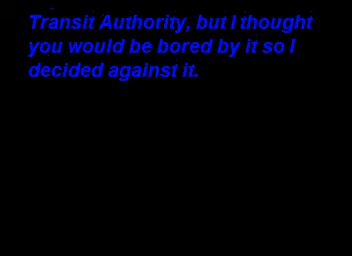 Transit Authority, but I thought
you would be bored by it so I
decided against it.